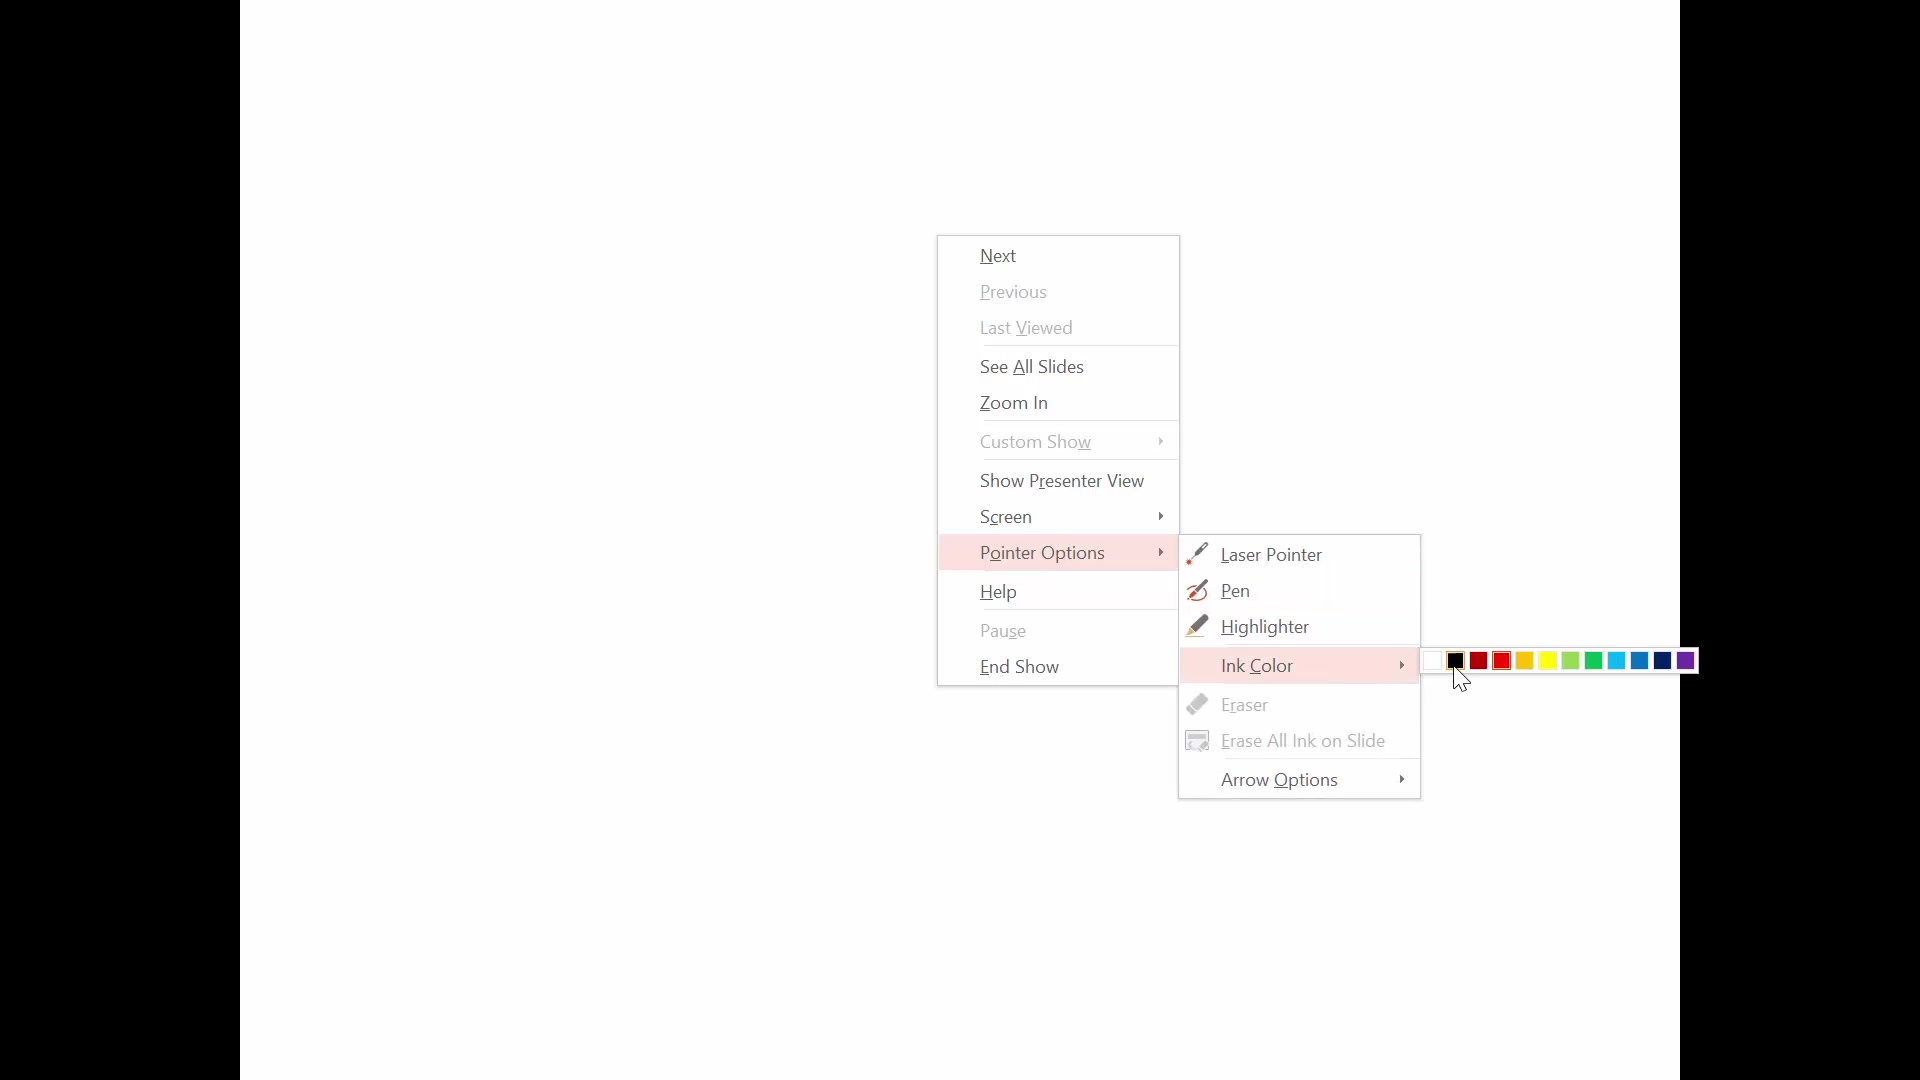 Next
Previous
Last Viewed
See All Slides
Zoom In
Custom Show
Show Presenter View
Screen
Pointer Options
Help
Pause
End Show
Laser Pointer
Pen
Highlighter
Ink Color
Eraser
Erase All Ink on Slide
Arrow Options